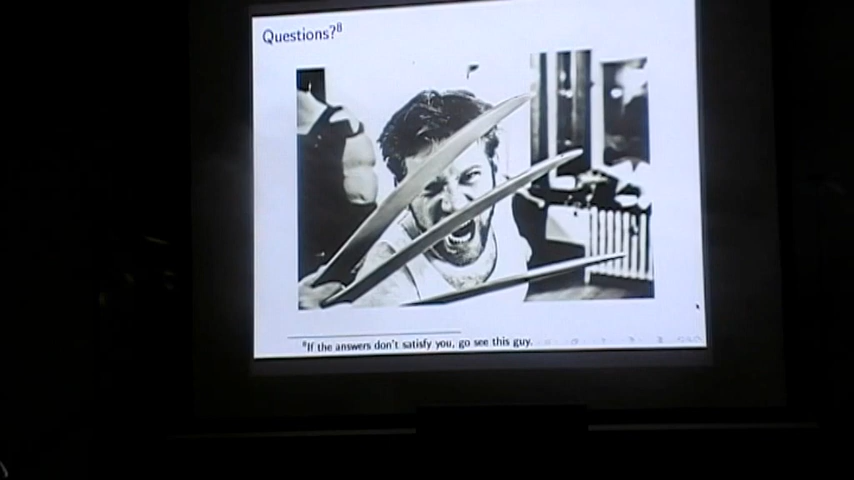 Questions?⁸
⁸If the answers don't satisfy you, go see this guy.